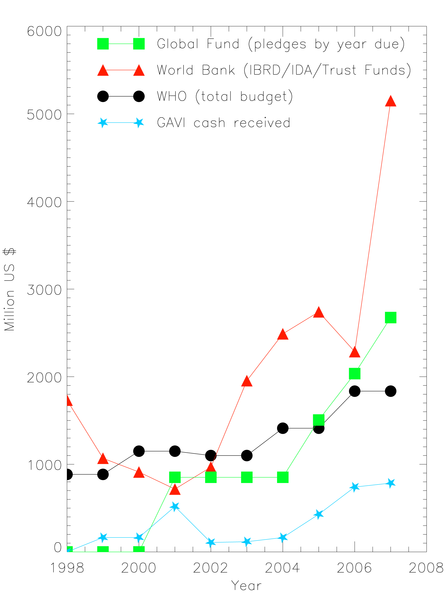 6000
Global Fund (pledges by year due)
World Bank (IBRD/IDA/Trust Funds)
WHO (total budget)
GAVI cash received
5000
4000
3000
2000
1000
0
Million US $
1998 2000 2002 2004 2006 2008
Year